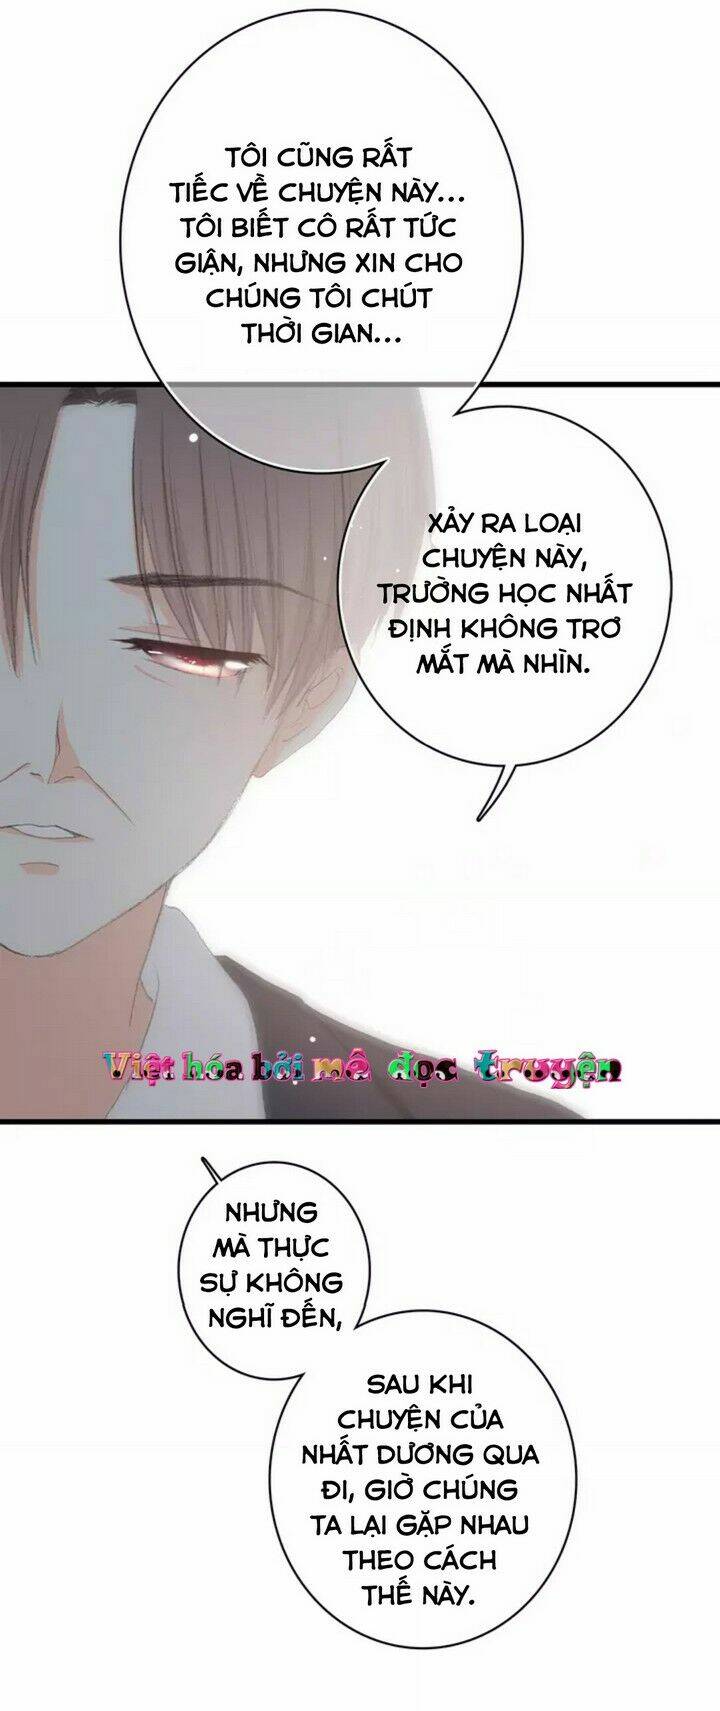 TÔI CŨNG RẤT
TIẾC VỀ CHUYỆN NÀY...
TÔI BIẾT CÔ RẤT TỨC
GIẬN, NHƯNG XIN CHO
CHÚNG TÔI CHÚT
THỜI GIAN...
XẢY RA LOẠI
CHUYỆN NÀY,
TRƯỜNG HỌC NHẤT
ĐỊNH KHÔNG TRƠ
MẮT MÀ NHÌN.
Việt hóa bởi mê đọc truyện
NHƯNG
MÀ THỰC
SỰ KHÔNG
NGHĨ ĐẾN,
SAU KHI
CHUYỆN CỦA
NHẤT DƯƠNG QUA
ĐI, GIỜ CHÚNG
TA LẠI GẶP NHAU
THEO CÁCH
THẾ NÀY.